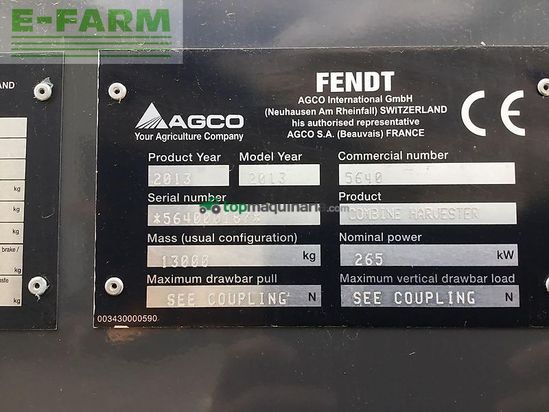 E-FARM
FENDT
AGCO International GmbH
(Neuhausen Am Rheinfall) SWITZERLAND
his authorised representative
AGCO S.A. (Beauvais) FRANCE
CE
AGCO
Your Agriculture Company
Product Year Model Year Commercial number
2013 2013 5640
Serial number Product
COMBINE HARVESTER
topmaquinaria.com
Mass (usual configuration) Nominal power
13000 kg 265 kW
Maximum drawbar pull Maximum vertical drawbar load
SEE COUPLING N SEE COUPLING N
003430000590
kg
kg
kg
kg
brake /
kg
kg